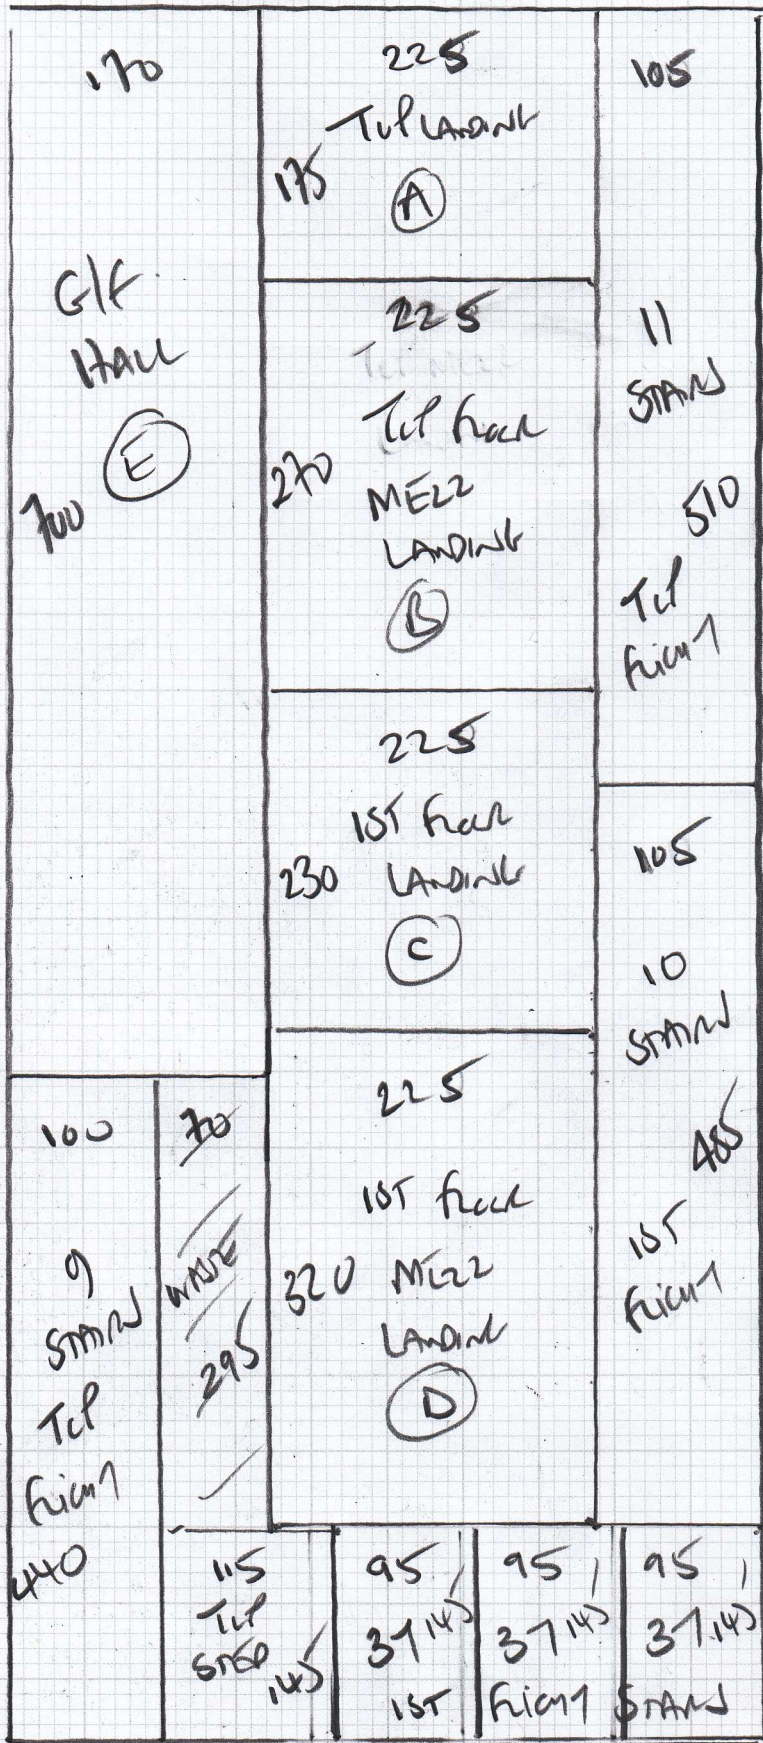 170
G/F
HALL
E
700
225
TOP LANDING
175
A
225
TOP FLOOR
270
MEZZ
LANDING
B
225
1ST FLOOR
230
LANDING
C
225
1ST FLOOR
320
MEZZ
LANDING
D
105
11
STAIRS
510
TOP
FLIGHT
105
10
STAIRS
485
1ST
FLIGHT
100
9
STAIRS
TOP
FLIGHT
440
70
WASTE
295
115
TOP
STEP
145
95
37 145
1ST
95
37 145
FLIGHT
95
37 145
STAIRS